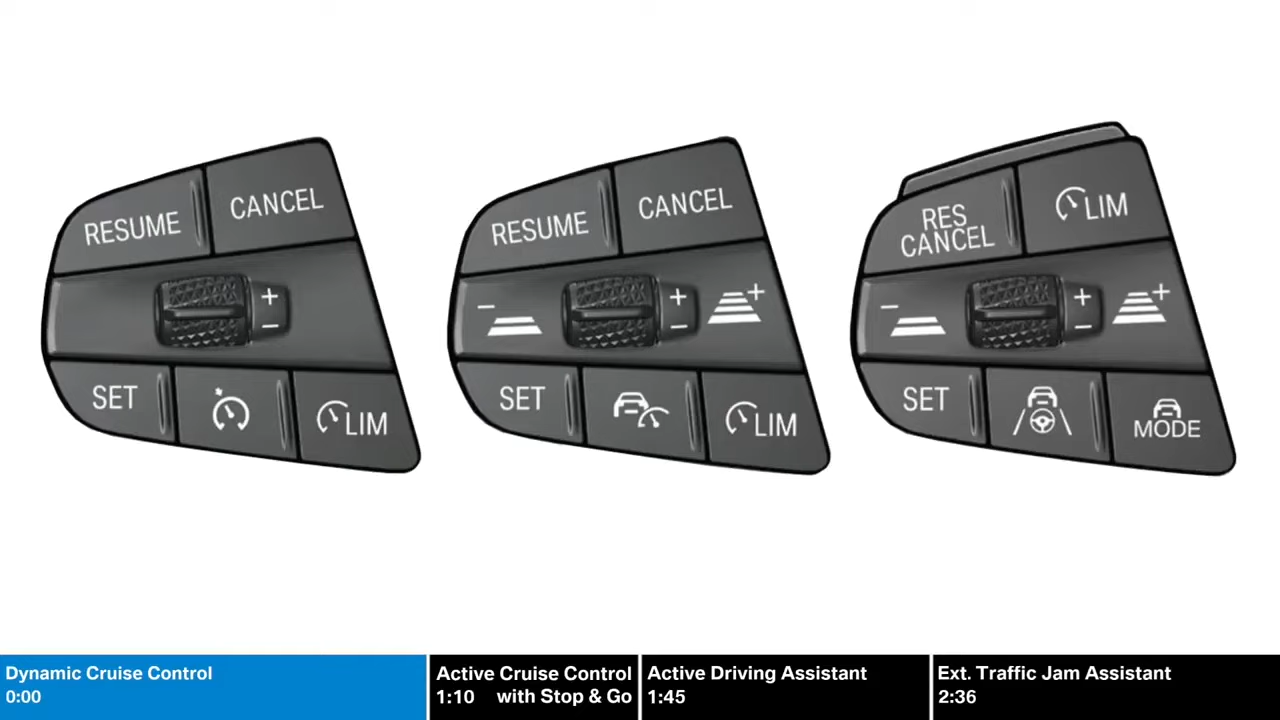 RESUME
CANCEL
+
−
SET
LIM
RESUME
CANCEL
−
+
−
+
SET
LIM
RES
CANCEL
LIM
−
+
−
+
SET
MODE
Dynamic Cruise Control
0:00
Active Cruise Control
1:10 with Stop & Go
Active Driving Assistant
1:45
Ext. Traffic Jam Assistant
2:36